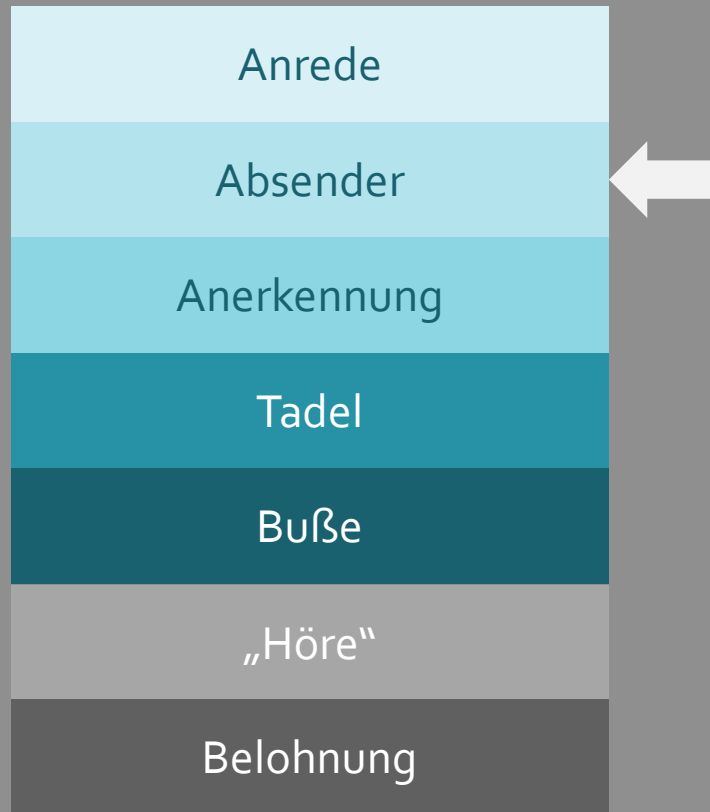 Anrede
Absender
Anerkennung
Tadel
Buße
„Höre“
Belohnung